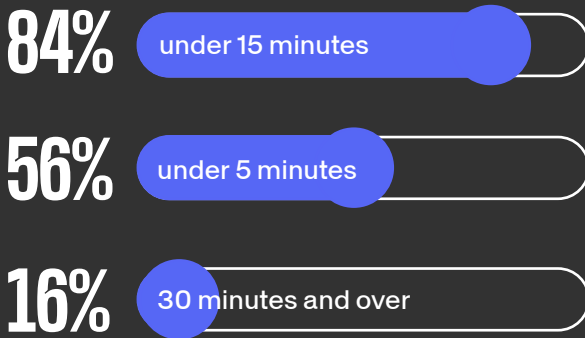 84% under 15 minutes
56% under 5 minutes
16% 30 minutes and over